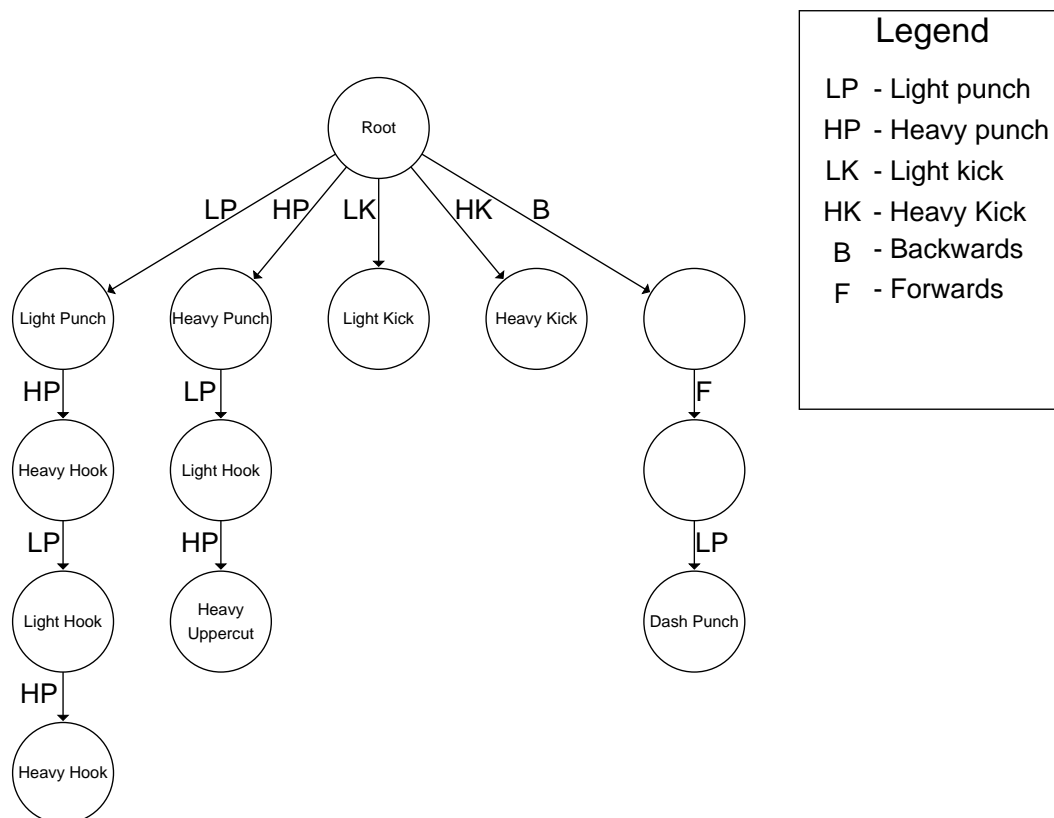 Legend
LP - Light punch
HP - Heavy punch
LK - Light kick
HK - Heavy Kick
B - Backwards
F - Forwards
Root
LP
HP
LK
HK
B
Light Punch
Heavy Punch
Light Kick
Heavy Kick
HP
LP
F
Heavy Hook
Light Hook
LP
HP
LP
Light Hook
Heavy
Uppercut
Dash Punch
HP
Heavy Hook